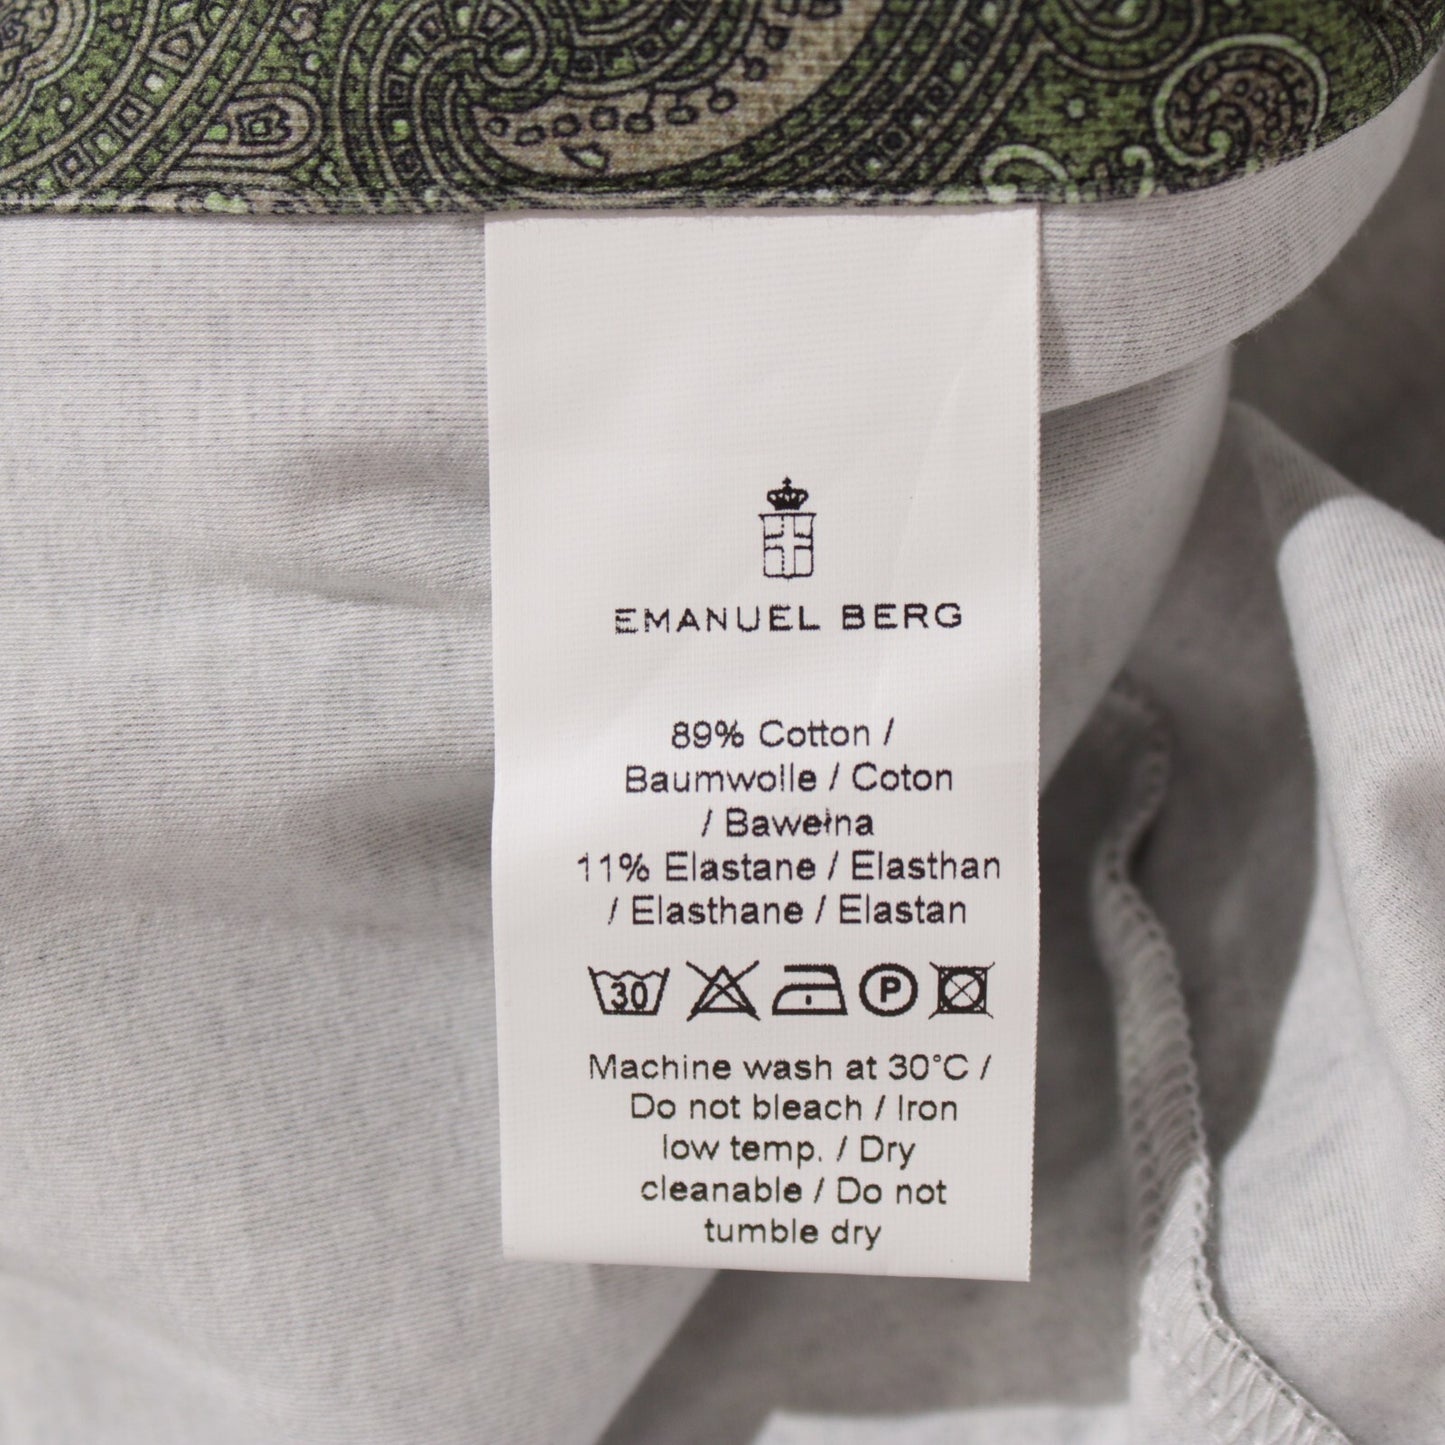 EMANUEL BERG
89% Cotton /
Baumwolle / Coton
/ Bawełna
11% Elastane / Elasthan
/ Elasthane / Elastan
30 P
Machine wash at 30°C /
Do not bleach / Iron
low temp. / Dry
cleanable / Do not
tumble dry